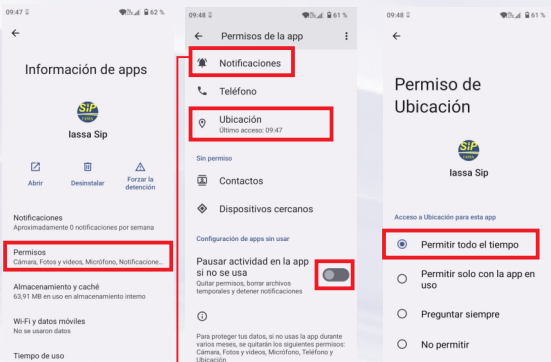 09:47
62 %
Información de apps
SiP
IASSA
Iassa Sip
Abrir
Desinstalar
Forzar la
detención
Notificaciones
Aproximadamente 0 notificaciones por semana
Permisos
Cámara, Fotos y videos, Micrófono, Notificacione...
Almacenamiento y caché
63,91 MB en uso en almacenamiento interno
Wi-Fi y datos móviles
No se usaron datos
Tiempo de uso
09:48
61 %
Permisos de la app
Notificaciones
Teléfono
Ubicación
Último acceso: 09:47
Sin permiso
Contactos
Dispositivos cercanos
Configuración de apps sin usar
Pausar actividad en la app
si no se usa
Quitar permisos, borrar archivos
temporales y detener notificaciones
Para proteger tus datos, si no usas la app durante
varios meses, se quitarán los siguientes permisos:
Cámara, Fotos y videos, Micrófono, Teléfono y
Ubicación
09:48
61 %
Permiso de
Ubicación
SiP
IASSA
Iassa Sip
Acceso a Ubicación para esta app
Permitir todo el tiempo
Permitir solo con la app en
uso
Preguntar siempre
No permitir